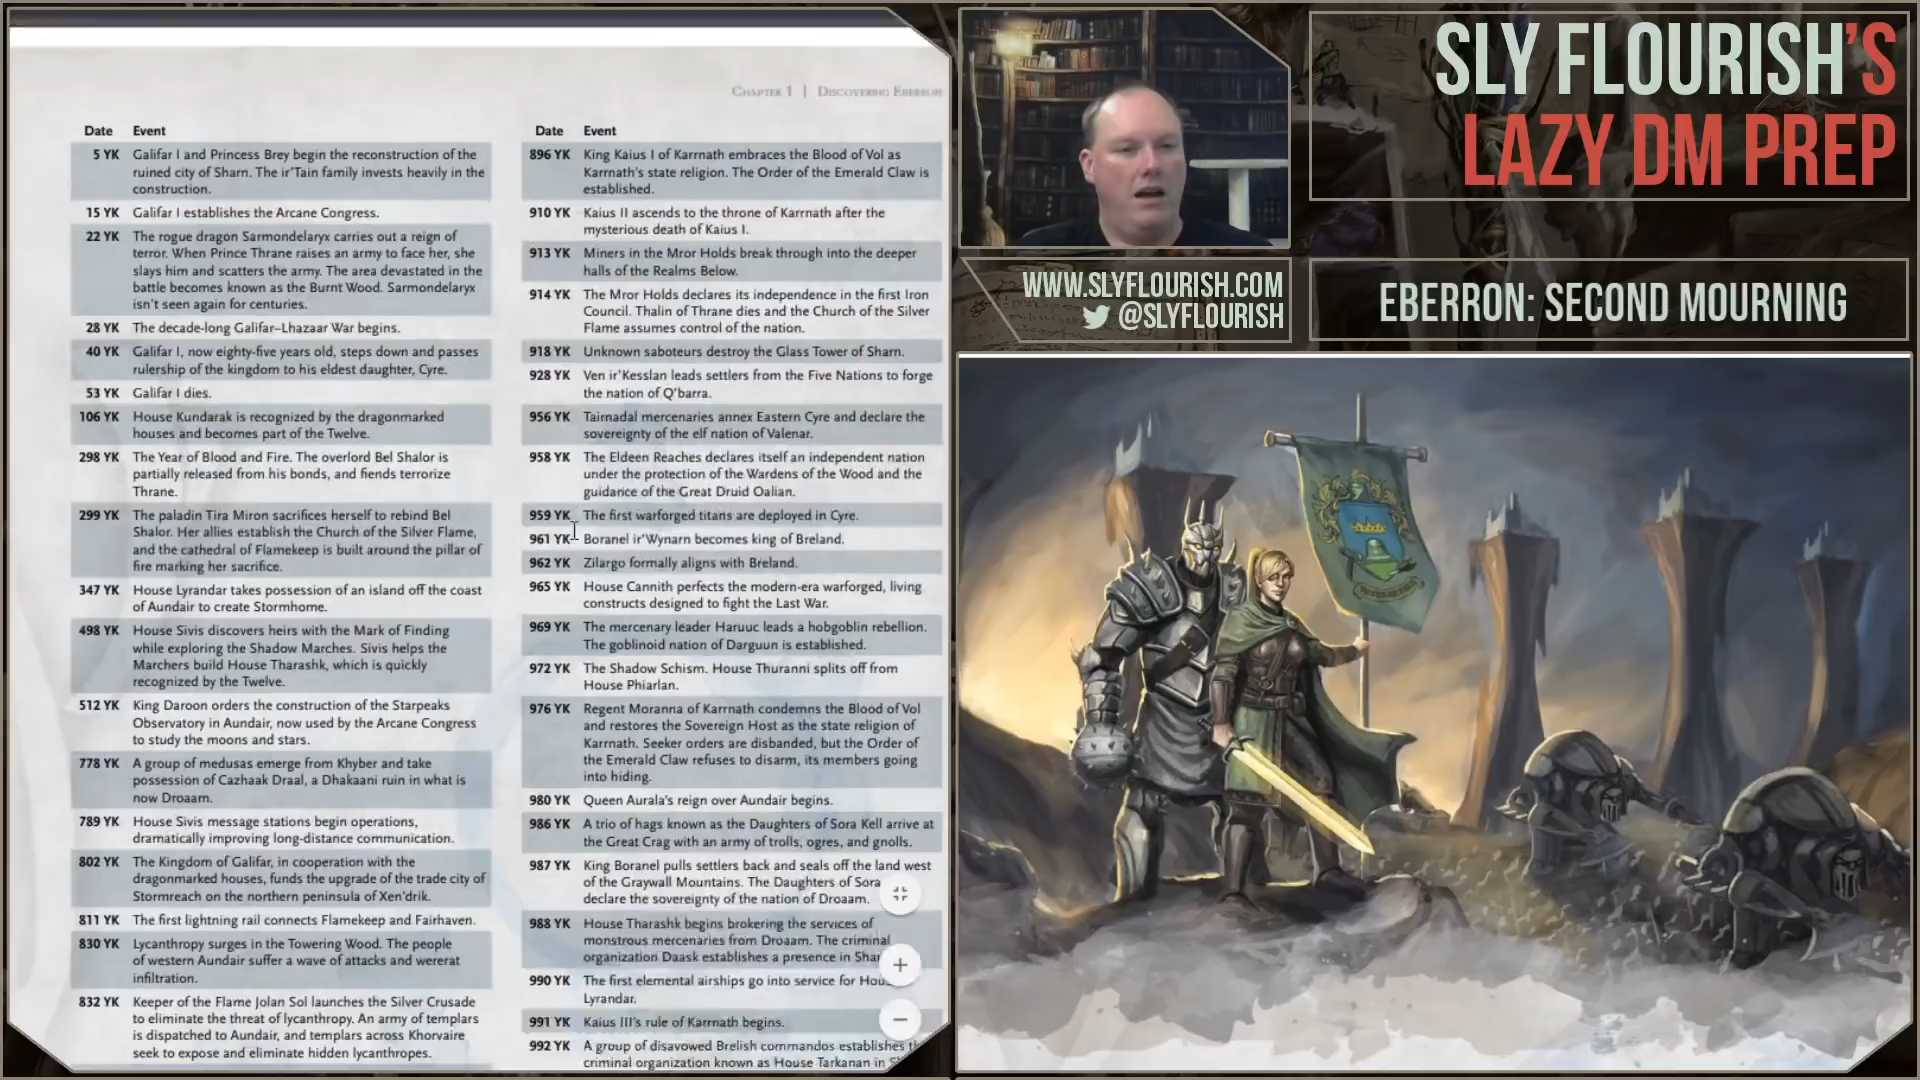 CHAPTER 1 | DISCOVERING EBERRON
Date Event
5 YK Galifar I and Princess Brey begin the reconstruction of the
ruined city of Sharn. The ir'Tain family invests heavily in the
construction.
15 YK Galifar I establishes the Arcane Congress.
22 YK The rogue dragon Sarmondelaryx carries out a reign of
terror. When Prince Thrane raises an army to face her, she
slays him and scatters the army. The area devastated in the
battle becomes known as the Burnt Wood. Sarmondelaryx
isn't seen again for centuries.
28 YK The decade-long Galifar–Lhazaar War begins.
40 YK Galifar I, now eighty-five years old, steps down and passes
rulership of the kingdom to his eldest daughter, Cyre.
53 YK Galifar I dies.
106 YK House Kundarak is recognized by the dragonmarked
houses and becomes part of the Twelve.
298 YK The Year of Blood and Fire. The overlord Bel Shalor is
partially released from his bonds, and fiends terrorize
Thrane.
299 YK The paladin Tira Miron sacrifices herself to rebind Bel
Shalor. Her allies establish the Church of the Silver Flame,
and the cathedral of Flamekeep is built around the pillar of
fire marking her sacrifice.
347 YK House Lyrandar takes possession of an island off the coast
of Aundair to create Stormhome.
498 YK House Sivis discovers heirs with the Mark of Finding
while exploring the Shadow Marches. Sivis helps the
Marchers build House Tharashk, which is quickly
recognized by the Twelve.
512 YK King Daroon orders the construction of the Starpeaks
Observatory in Aundair, now used by the Arcane Congress
to study the moons and stars.
778 YK A group of medusas emerge from Khyber and take
possession of Cazhaak Draal, a Dhakaani ruin in what is
now Droaam.
789 YK House Sivis message stations begin operations,
dramatically improving long-distance communication.
802 YK The Kingdom of Galifar, in cooperation with the
dragonmarked houses, funds the upgrade of the trade city of
Stormreach on the northern peninsula of Xen'drik.
811 YK The first lightning rail connects Flamekeep and Fairhaven.
830 YK Lycanthropy surges in the Towering Wood. The people
of western Aundair suffer a wave of attacks and wererat
infiltration.
832 YK Keeper of the Flame Jolan Sol launches the Silver Crusade
to eliminate the threat of lycanthropy. An army of templars
is dispatched to Aundair, and templars across Khorvaire
seek to expose and eliminate hidden lycanthropes.
Date Event
896 YK King Kaius I of Karrnath embraces the Blood of Vol as
Karrnath's state religion. The Order of the Emerald Claw is
established.
910 YK Kaius II ascends to the throne of Karrnath after the
mysterious death of Kaius I.
913 YK Miners in the Mror Holds break through into the deeper
halls of the Realms Below.
914 YK The Mror Holds declares its independence in the first Iron
Council. Thalin of Thrane dies and the Church of the Silver
Flame assumes control of the nation.
918 YK Unknown saboteurs destroy the Glass Tower of Sharn.
928 YK Ven ir'Kesslan leads settlers from the Five Nations to forge
the nation of Q'barra.
956 YK Tairnadal mercenaries annex Eastern Cyre and declare the
sovereignty of the elf nation of Valenar.
958 YK The Eldeen Reaches declares itself an independent nation
under the protection of the Wardens of the Wood and the
guidance of the Great Druid Oalian.
959 YK The first warforged titans are deployed in Cyre.
961 YK Boranel ir'Wynarn becomes king of Breland.
962 YK Zilargo formally aligns with Breland.
965 YK House Cannith perfects the modern-era warforged, living
constructs designed to fight the Last War.
969 YK The mercenary leader Haruuc leads a hobgoblin rebellion.
The goblinoid nation of Darguun is established.
972 YK The Shadow Schism. House Thuranni splits off from
House Phiarlan.
976 YK Regent Moranna of Karrnath condemns the Blood of Vol
and restores the Sovereign Host as the state religion of
Karrnath. Seeker orders are disbanded, but the Order of
the Emerald Claw refuses to disarm, its members going
into hiding.
980 YK Queen Aurala's reign over Aundair begins.
986 YK A trio of hags known as the Daughters of Sora Kell arrive at
the Great Crag with an army of trolls, ogres, and gnolls.
987 YK King Boranel pulls settlers back and seals off the land west
of the Graywall Mountains. The Daughters of Sora
declare the sovereignty of the nation of Droaam.
988 YK House Tharashk begins brokering the services of
monstrous mercenaries from Droaam. The criminal
organization Daask establishes a presence in Shar
990 YK The first elemental airships go into service for Hou
Lyrandar.
991 YK Kaius III's rule of Karrnath begins.
992 YK A group of disavowed Brelish commandos establishes th
criminal organization known as House Tarkanan in
WWW.SLYFLOURISH.COM
@SLYFLOURISH
SLY FLOURISH'S
LAZY DM PREP
EBERRON: SECOND MOURNING